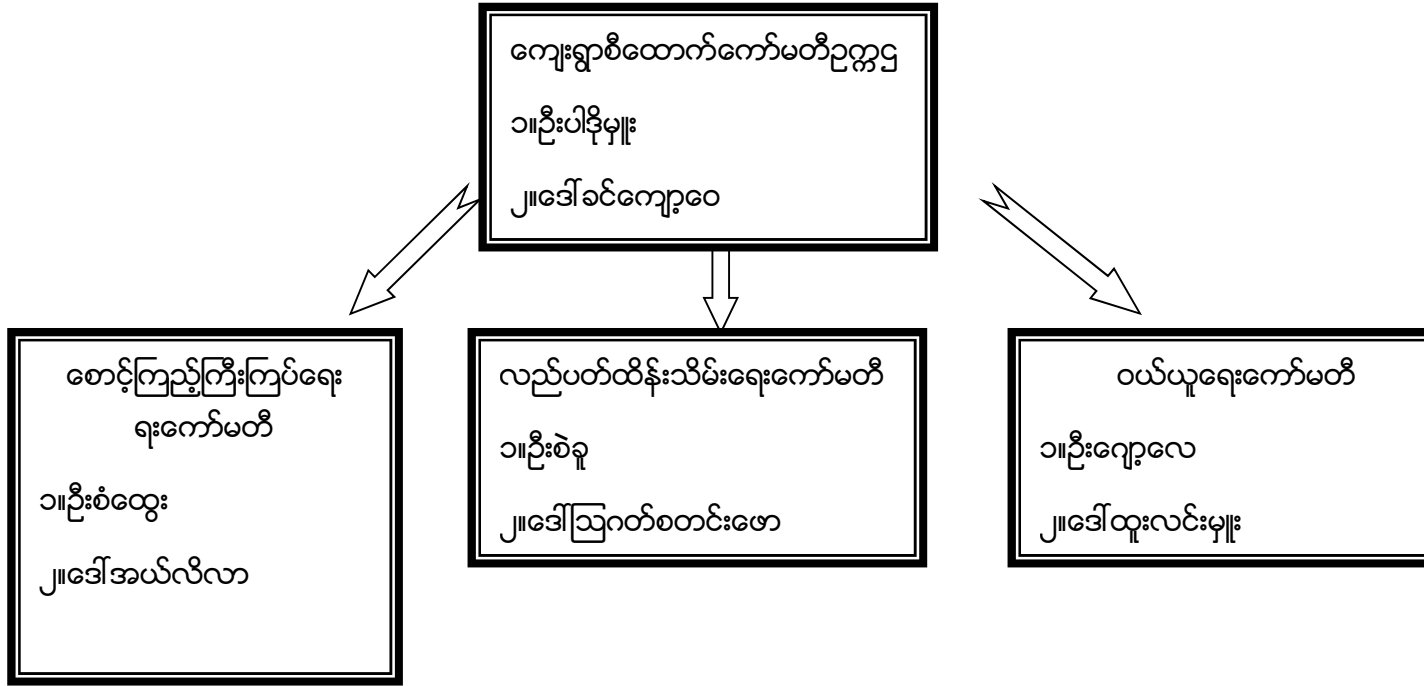 ကျေးရွာစီထောက်ကော်မတီဥက္ကဌ
၁။ဦးပါဒိုမှူး
၂။ဒေါ်ခင်ကျော့ဝေ
စောင့်ကြည့်ကြီးကြပ်ရေး
ရးကော်မတီ
၁။ဦးစံထွေး
၂။ဒေါ်အယ်လိလာ
လည်ပတ်ထိန်းသိမ်းရေးကော်မတီ
၁။ဦးစဲခူ
၂။ဒေါ်သြဂတ်စတင်းဖော
ဝယ်ယူရေးကော်မတီ
၁။ဦးဂျော့လေ
၂။ဒေါ်ထူးလင်းမှူး